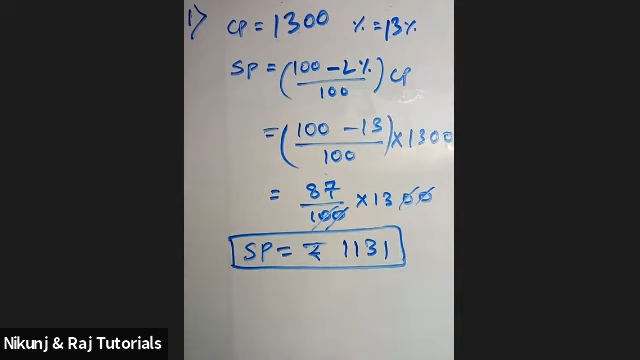 1) CP = 1300 % = 13%
SP = (100 - L% / 100) CP
= (100 - 13 / 100) × 1300
= 87 / 100 × 1300
SP = ₹ 1131
Nikunj & Raj Tutorials